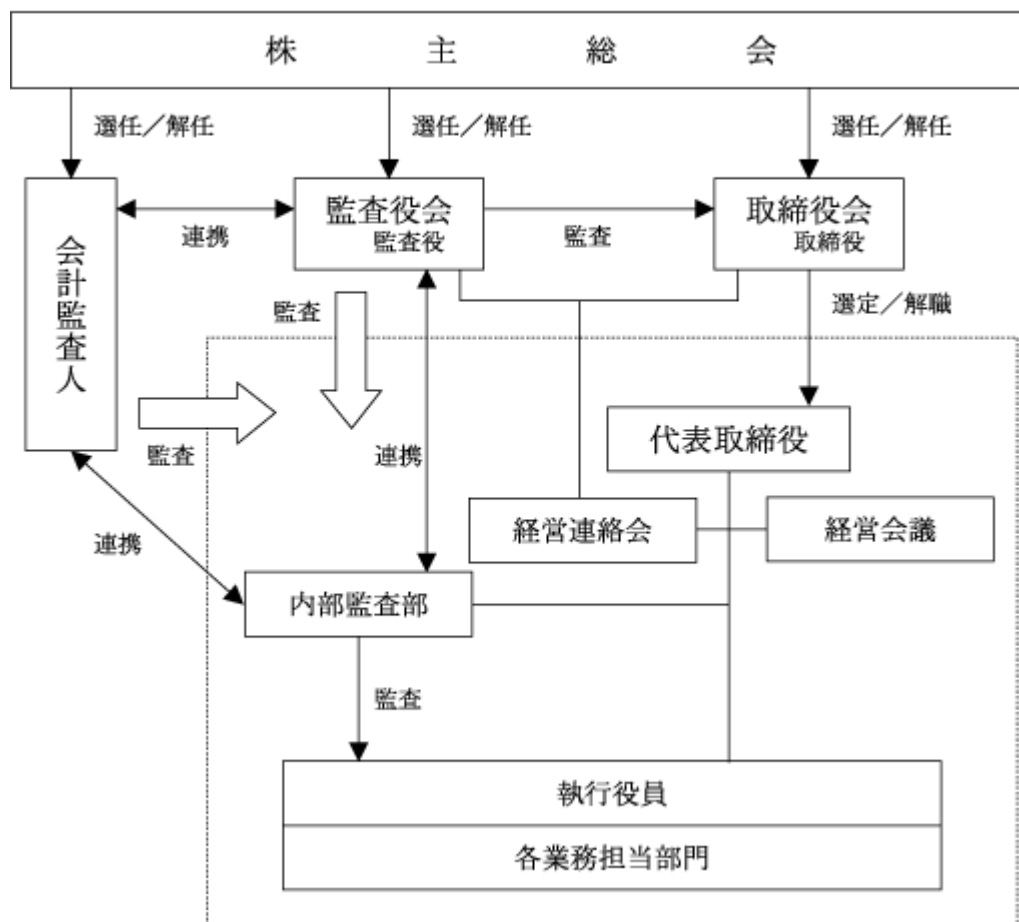 株主総会
選任／解任
選任／解任
選任／解任
会計監査人
連携
監査役会
監査役
監査
取締役会
取締役
選定／解職
監査
監査
連携
代表取締役
経営連絡会
経営会議
連携
内部監査部
監査
執行役員
各業務担当部門